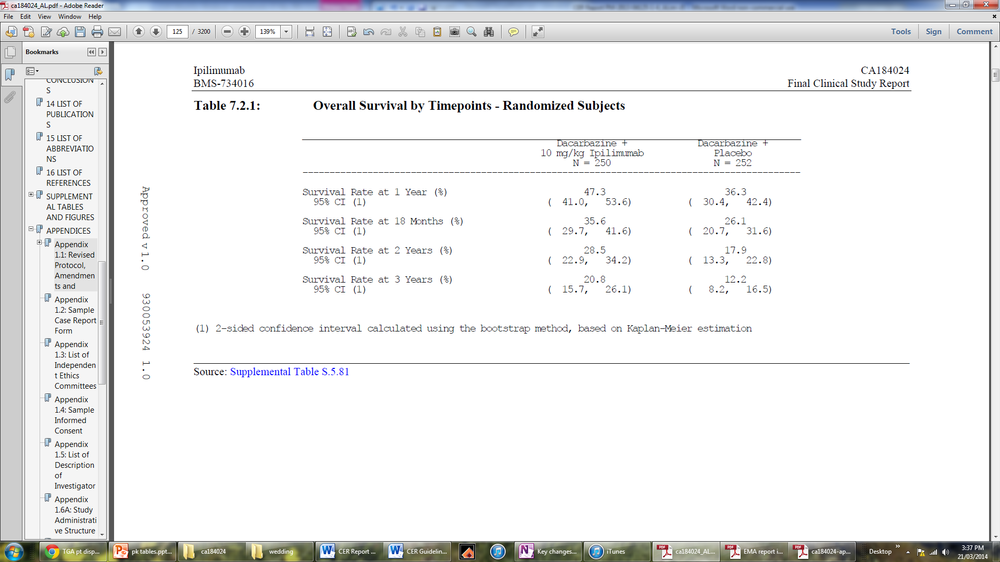 ca184024_AL.pdf - Adobe Reader
File Edit View Window Help
125 / 3200 139% Tools Sign Comment
Bookmarks
CONCLUSION
S
14 LIST OF
PUBLICATION
S
15 LIST OF
ABBREVIATIO
NS
16 LIST OF
REFERENCES
SUPPLEMENT
AL TABLES
AND FIGURES
APPENDICES
Appendix
1.1: Revised
Protocol,
Amendmen
ts and
Appendix
1.2: Sample
Case Report
Form
Appendix
1.3: List of
Independen
t Ethics
Committees
Appendix
1.4: Sample
Informed
Consent
Appendix
1.5: List of
Description
of
Investigator
Appendix
1.6A: Study
Administrati
ve Structure
Approved v1.0 930053924 1.0
Ipilimumab CA184024
BMS-734016 Final Clinical Study Report
Table 7.2.1: Overall Survival by Timepoints - Randomized Subjects
Dacarbazine + Dacarbazine +
10 mg/kg Ipilimumab Placebo
N = 250 N = 252
Survival Rate at 1 Year (%) 47.3 36.3
95% CI (1) ( 41.0, 53.6) ( 30.4, 42.4)
Survival Rate at 18 Months (%) 35.6 26.1
95% CI (1) ( 29.7, 41.6) ( 20.7, 31.6)
Survival Rate at 2 Years (%) 28.5 17.9
95% CI (1) ( 22.9, 34.2) ( 13.3, 22.8)
Survival Rate at 3 Years (%) 20.8 12.2
95% CI (1) ( 15.7, 26.1) ( 8.2, 16.5)
(1) 2-sided confidence interval calculated using the bootstrap method, based on Kaplan-Meier estimation
Source: Supplemental Table S.5.81
TGA pt disp... pk tables.ppt... ca184024 wedding CER Report ... CER Guidelin... Key changes... iTunes ca184024_AL... EMA report i... ca184024-ap... Desktop 3:37 PM
21/03/2014